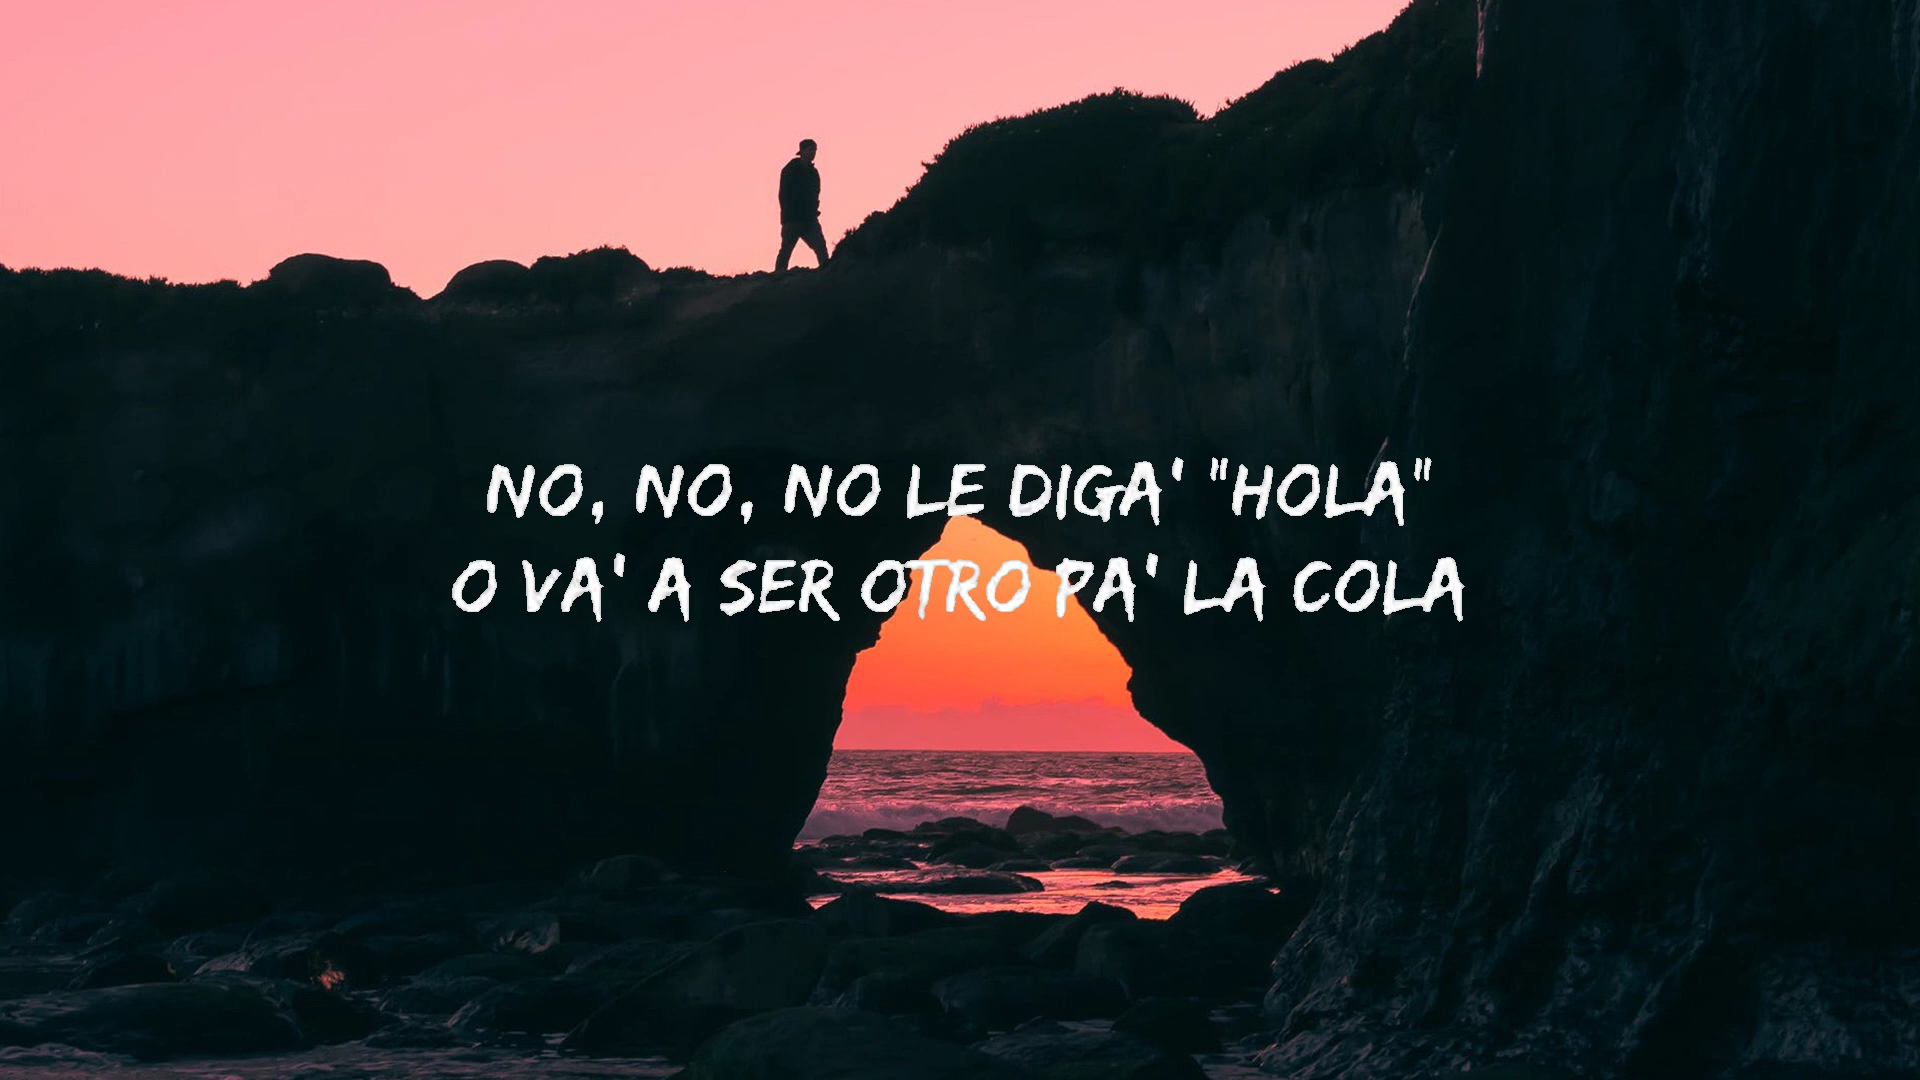 NO, NO, NO LE DIGA' "HOLA"
O VA' A SER OTRO PA' LA COLA